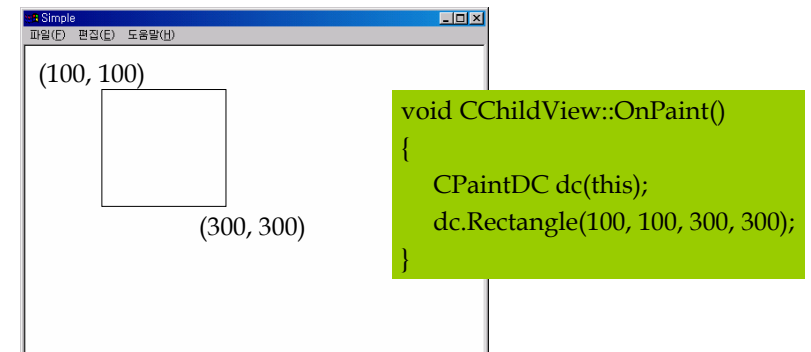 Simple
파일(F) 편집(E) 도움말(H)
(100, 100)
(300, 300)
void CChildView::OnPaint()
{
CPaintDC dc(this);
dc.Rectangle(100, 100, 300, 300);
}